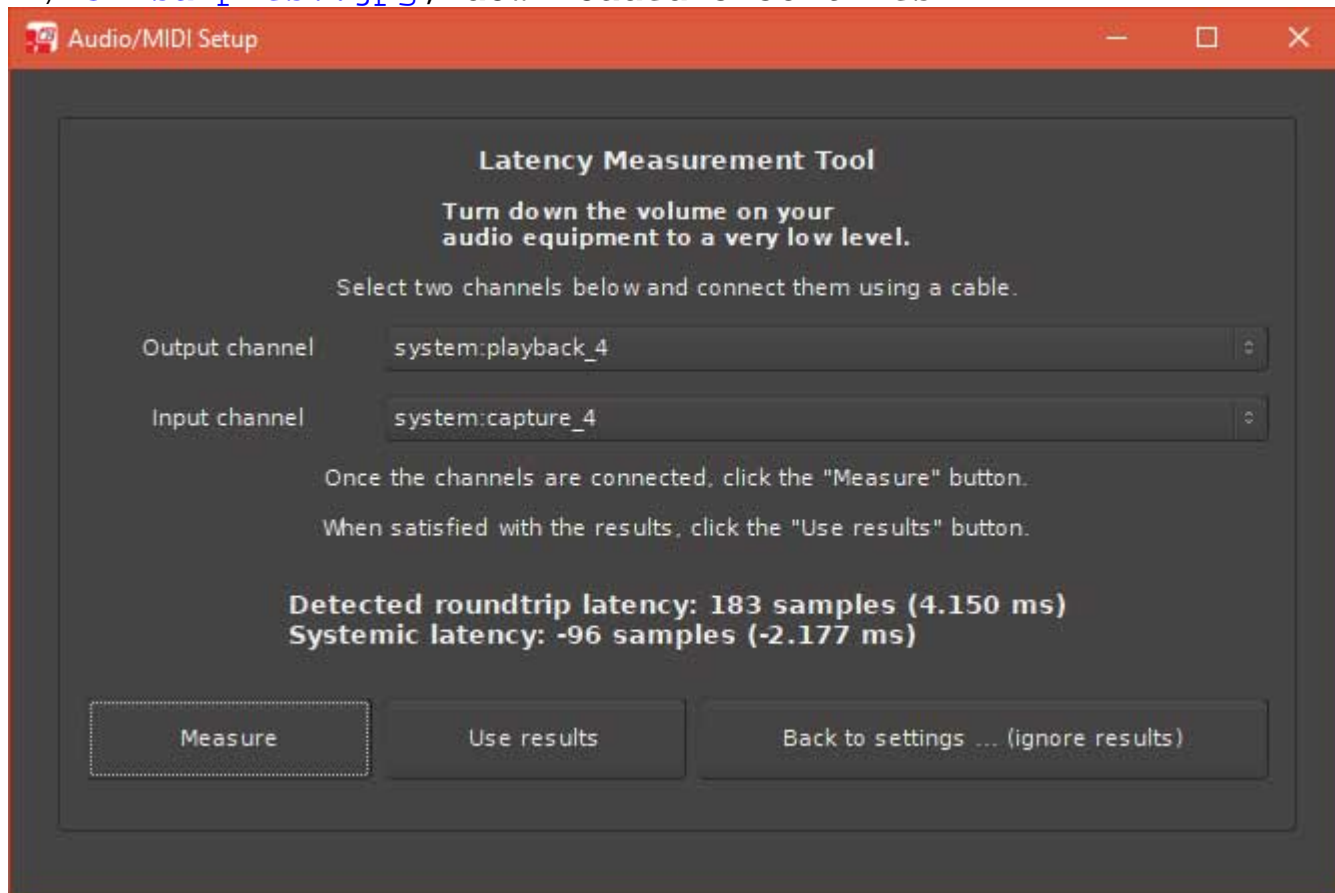 Audio/MIDI Setup
Latency Measurement Tool
Turn down the volume on your
audio equipment to a very low level.
Select two channels below and connect them using a cable.
Output channel system:playback_4
Input channel system:capture_4
Once the channels are connected, click the "Measure" button.
When satisfied with the results, click the "Use results" button.
Detected roundtrip latency: 183 samples (4.150 ms)
Systemic latency: -96 samples (-2.177 ms)
Measure Use results Back to settings ... (ignore results)